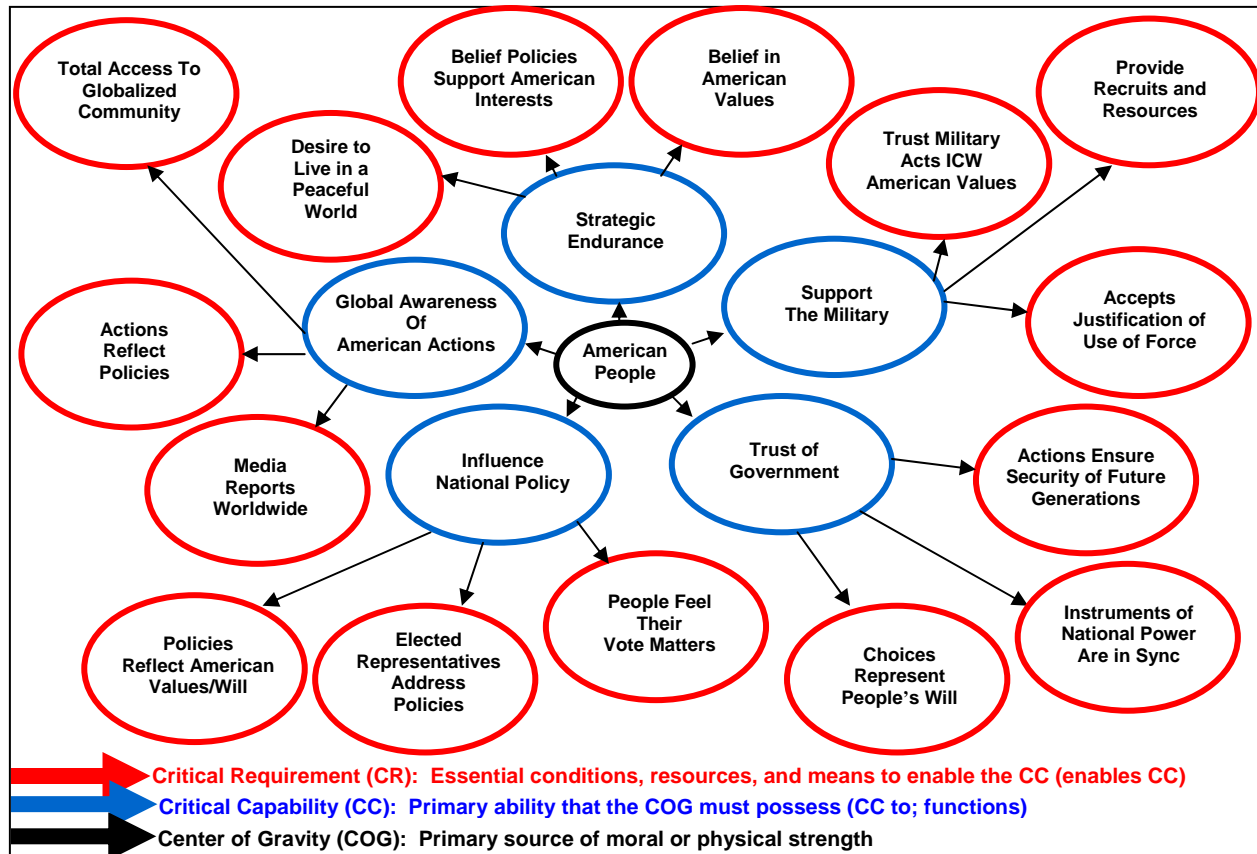 Total Access To
Globalized
Community
Belief Policies
Support American
Interests
Belief in
American
Values
Provide
Recruits and
Resources
Desire to
Live in a
Peaceful
World
Trust Military
Acts ICW
American Values
Strategic
Endurance
Global Awareness
Of
American Actions
Support
The Military
Accepts
Justification of
Use of Force
Actions
Reflect
Policies
American
People
Media
Reports
Worldwide
Influence
National Policy
Trust of
Government
Actions Ensure
Security of Future
Generations
Policies
Reflect American
Values/Will
Elected
Representatives
Address
Policies
People Feel
Their
Vote Matters
Choices
Represent
People’s Will
Instruments of
National Power
Are in Sync
Critical Requirement (CR): Essential conditions, resources, and means to enable the CC (enables CC)
Critical Capability (CC): Primary ability that the COG must possess (CC to; functions)
Center of Gravity (COG): Primary source of moral or physical strength